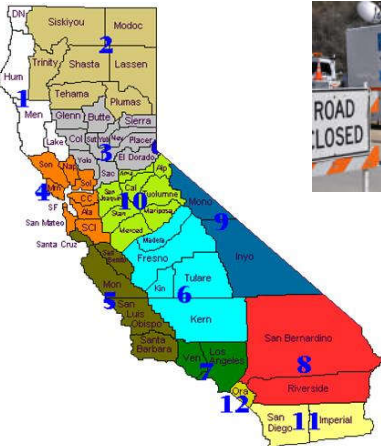 DN
Siskiyou
Modoc
2
Trinity
Shasta
Lassen
Hum
1
Tehama
Plumas
Men
Glenn
Butte
Sierra
Lake
Col
3
Placer
Yolo
El Dorado
Son
Nap
Sac
Alp
4
Sol
Mrn
Cal
Tuolumne
10
CC
San Joaquin
Mono
SF
Ala
Stan
Mariposa
9
San Mateo
SCl
Merced
Santa Cruz
Madera
San Benito
Fresno
Inyo
Mon
Tulare
5
Kin
6
San Luis Obispo
Kern
Santa Barbara
San Bernardino
Ven
Los Angeles
7
8
Ora
Riverside
12
San Diego
11
Imperial
ROAD
CLOSED